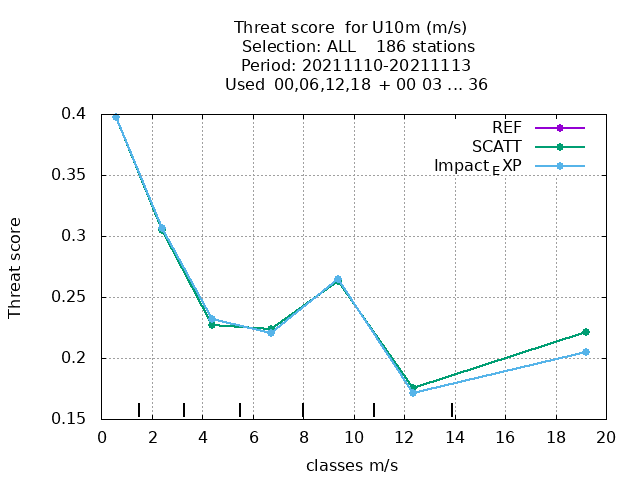 Threat score  for U10m (m/s)
Selection: ALL    186 stations
Period: 20211110-20211113
Used  00,06,12,18  + 00 03 ... 36
REF
SCATT
Impact_EXP
Threat score
0.4
0.35
0.3
0.25
0.2
0.15
0 2 4 6 8 10 12 14 16 18 20
classes m/s